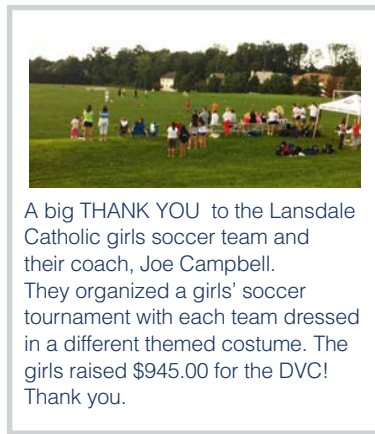 A big THANK YOU  to the Lansdale
Catholic girls soccer team and
their coach, Joe Campbell.
They organized a girls’ soccer
tournament with each team dressed
in a different themed costume. The
girls raised $945.00 for the DVC!
Thank you.